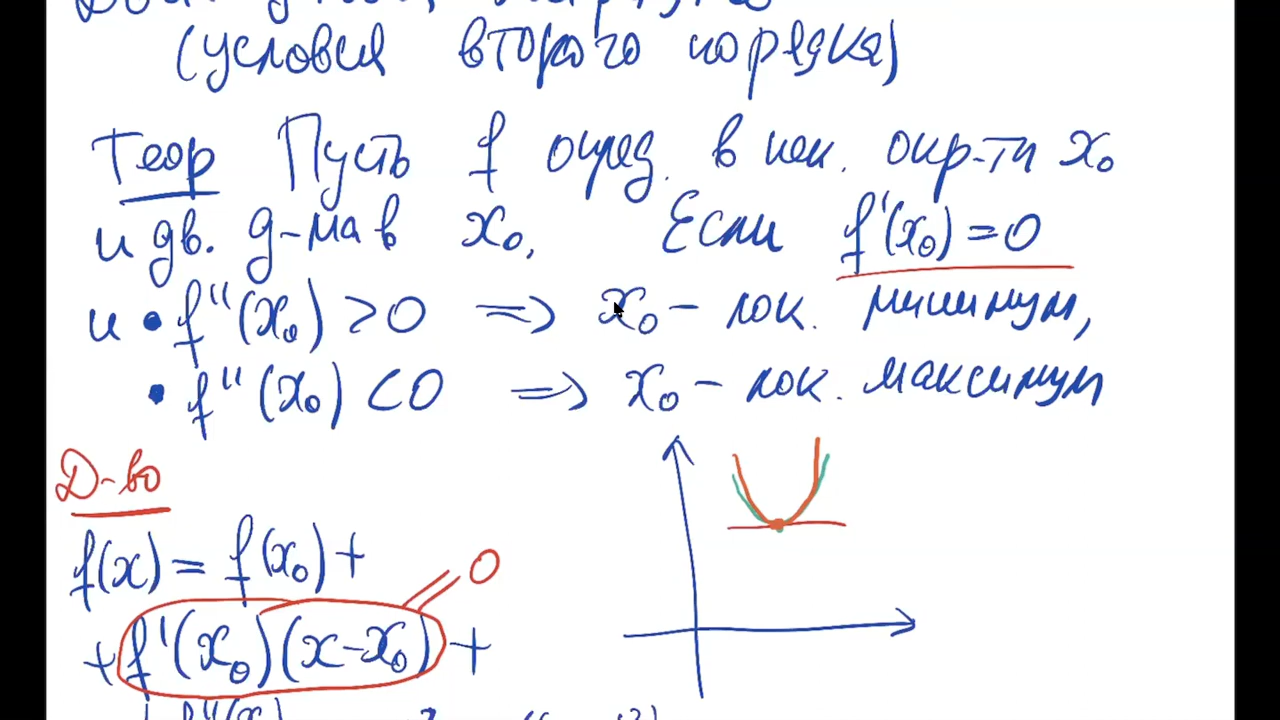 (условия второго порядка)
Теор Пусть f опред. в нек. окр-ти x₀
и дв. д-ма в x₀. Если f'(x₀)=0
и • f''(x₀)>0 => x₀ - лок. минимум,
• f''(x₀)<0 => x₀ - лок. максимум
Д-во
f(x) = f(x₀)+
0
+f'(x₀)(x-x₀)+